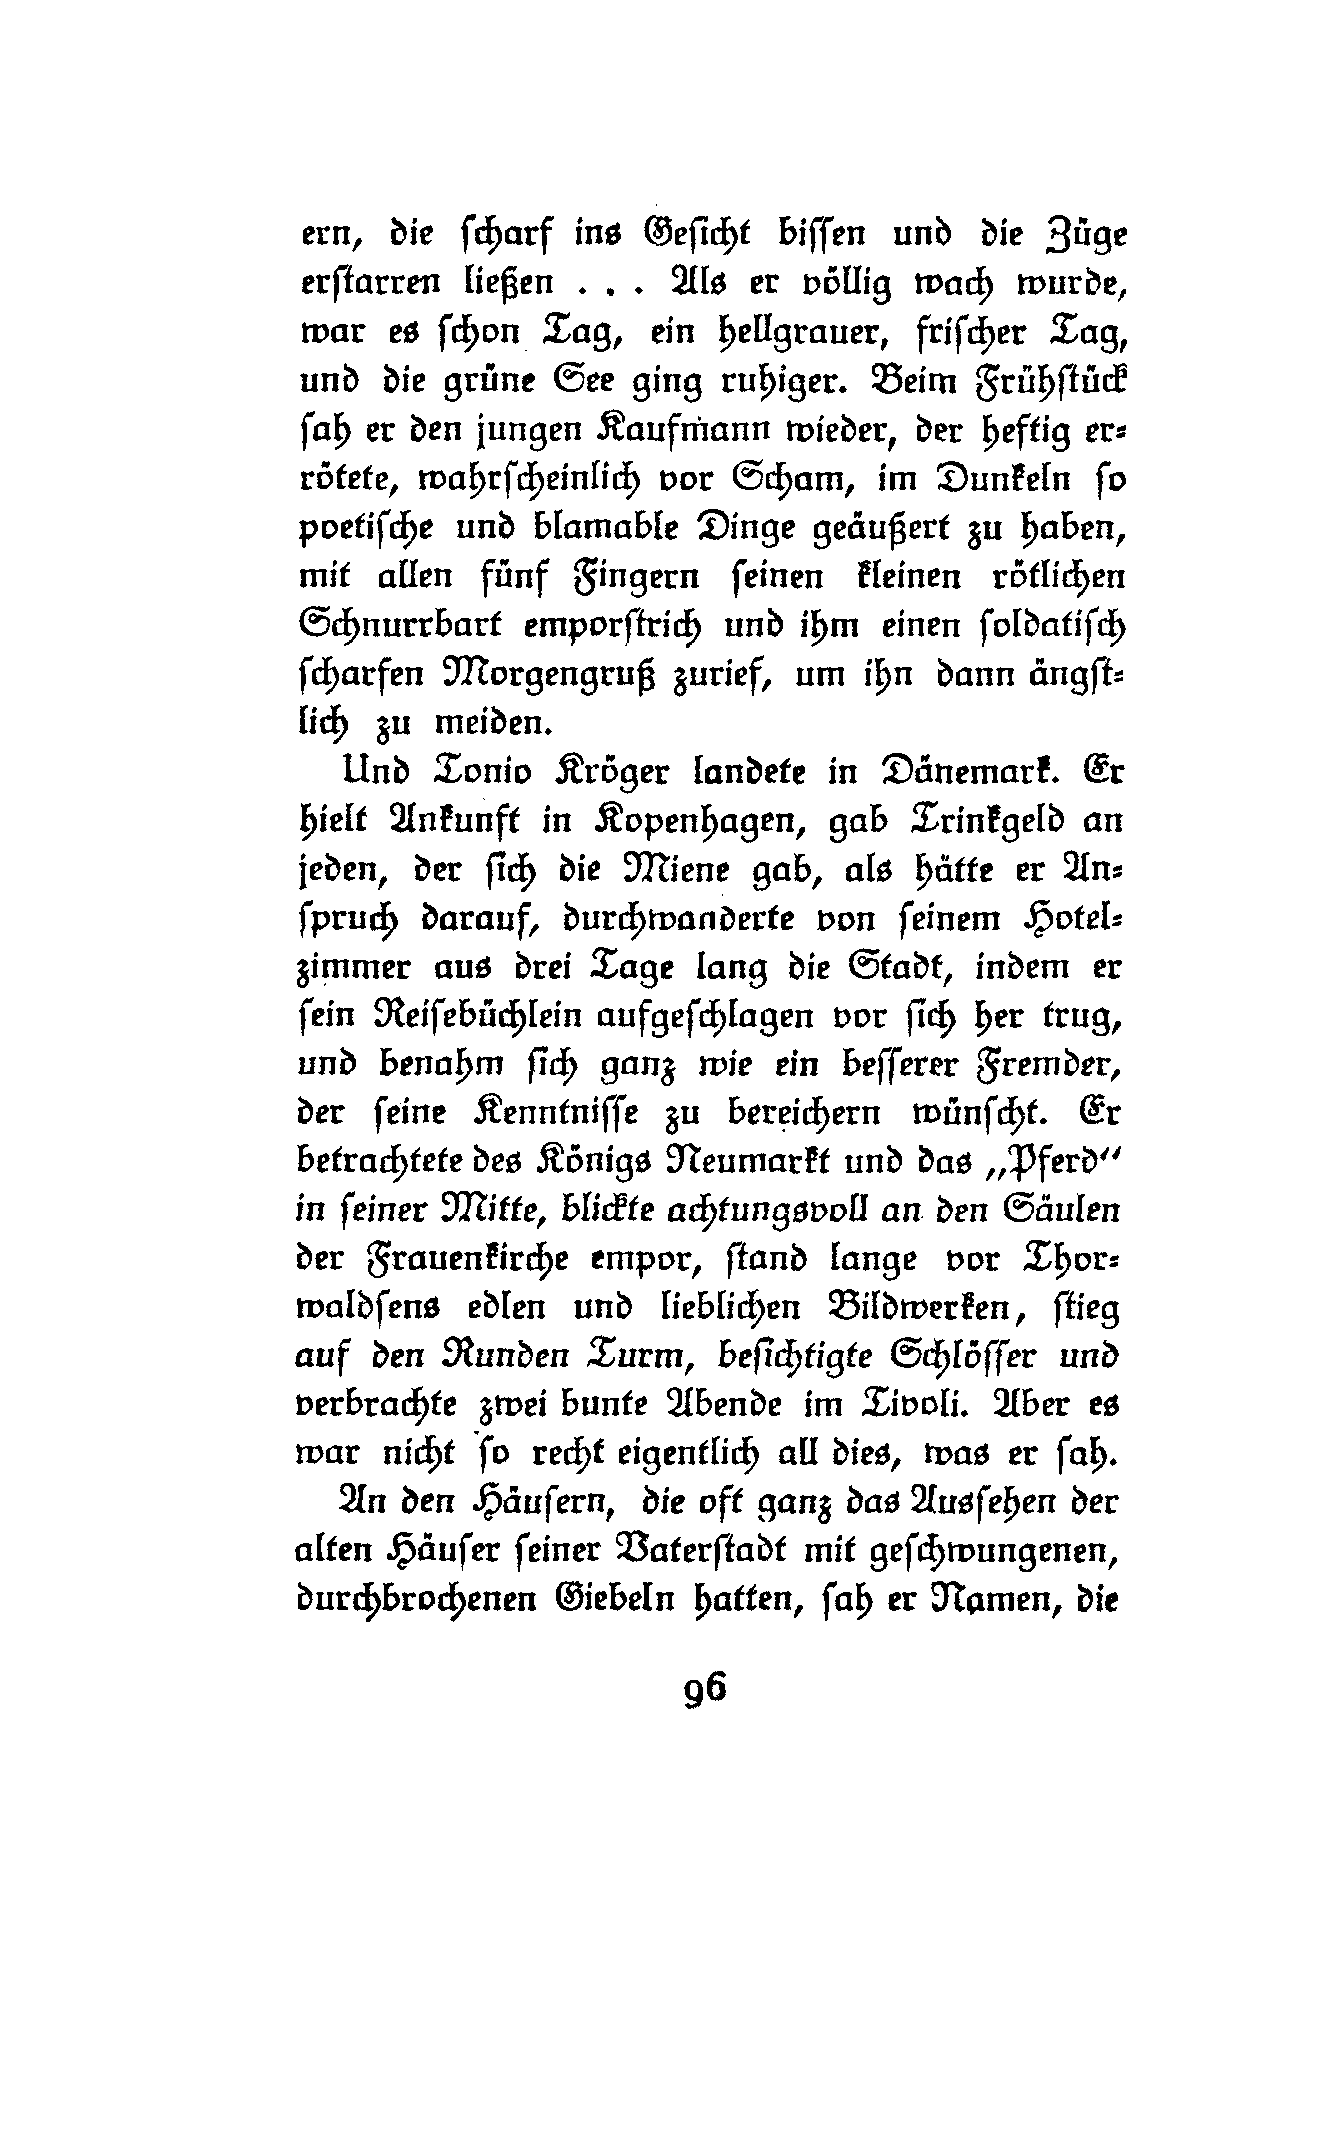 ern, die ſcharf ins Geſicht biſſen und die Züge
erſtarren ließen . . . Als er völlig wach wurde,
war es ſchon Tag, ein hellgrauer, friſcher Tag,
und die grüne See ging ruhiger. Beim Frühſtück
ſah er den jungen Kaufmann wieder, der heftig er⸗
rötete, wahrſcheinlich vor Scham, im Dunkeln ſo
poetiſche und blamable Dinge geäußert zu haben,
mit allen fünf Fingern ſeinen kleinen rötlichen
Schnurrbart emporſtrich und ihm einen ſoldatiſch
ſcharfen Morgengruß zurief, um ihn dann ängſt⸗
lich zu meiden.
Und Tonio Kröger landete in Dänemark. Er
hielt Ankunft in Kopenhagen, gab Trinkgeld an
jeden, der ſich die Miene gab, als hätte er An⸗
ſpruch darauf, durchwanderte von ſeinem Hotel⸗
zimmer aus drei Tage lang die Stadt, indem er
ſein Reiſebüchlein aufgeſchlagen vor ſich her trug,
und benahm ſich ganz wie ein beſſerer Fremder,
der ſeine Kenntniſſe zu bereichern wünſcht. Er
betrachtete des Königs Neumarkt und das „Pferd“
in ſeiner Mitte, blickte achtungsvoll an den Säulen
der Frauenkirche empor, ſtand lange vor Thor⸗
waldſens edlen und lieblichen Bildwerken, ſtieg
auf den Runden Turm, beſichtigte Schlöſſer und
verbrachte zwei bunte Abende im Tivoli. Aber es
war nicht ſo recht eigentlich all dies, was er ſah.
An den Häuſern, die oft ganz das Ausſehen der
alten Häuſer ſeiner Vaterſtadt mit geſchwungenen,
durchbrochenen Giebeln hatten, ſah er Namen, die
96